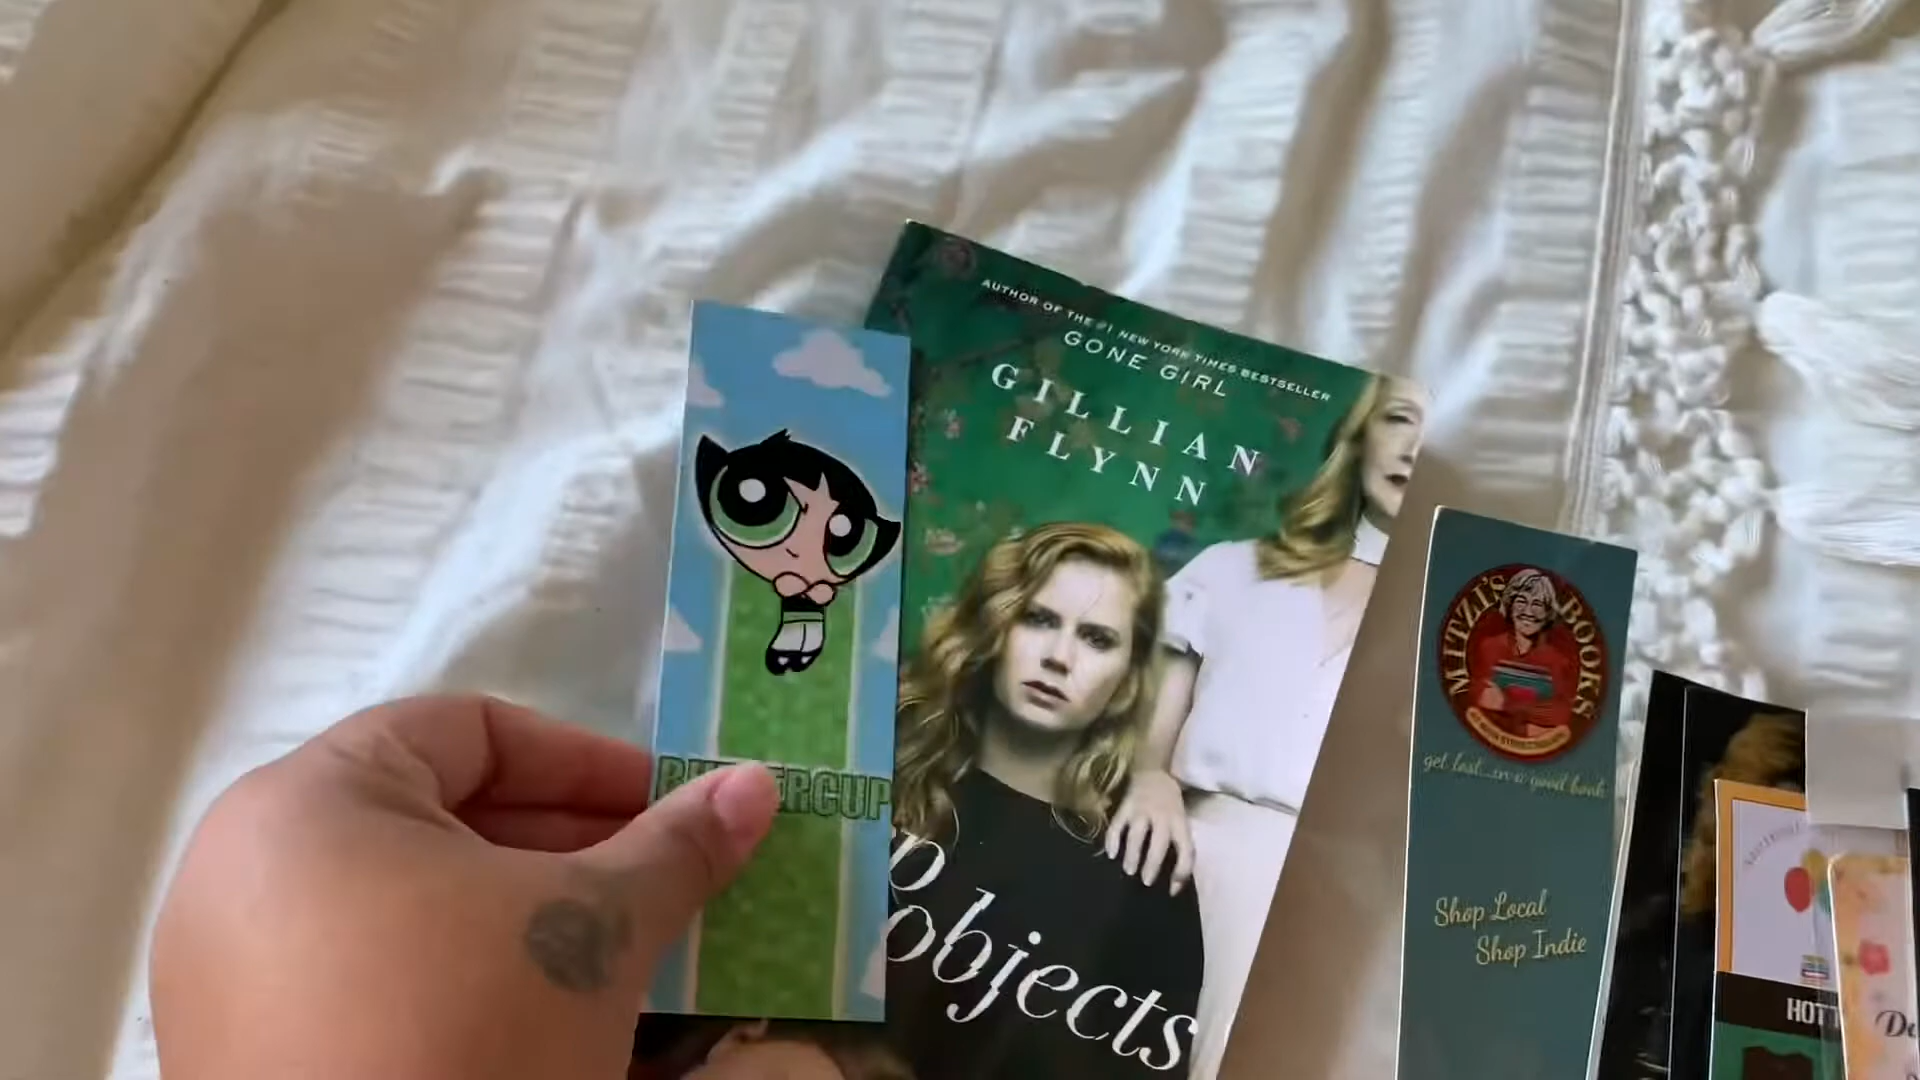 AUTHOR OF THE #1 NEW YORK TIMES BESTSELLER
GONE GIRL
GILLIAN
FLYNN
objects
BUTTERCUP
MITZI'S BOOKS
get lost...in a good book
Shop Local
Shop Indie